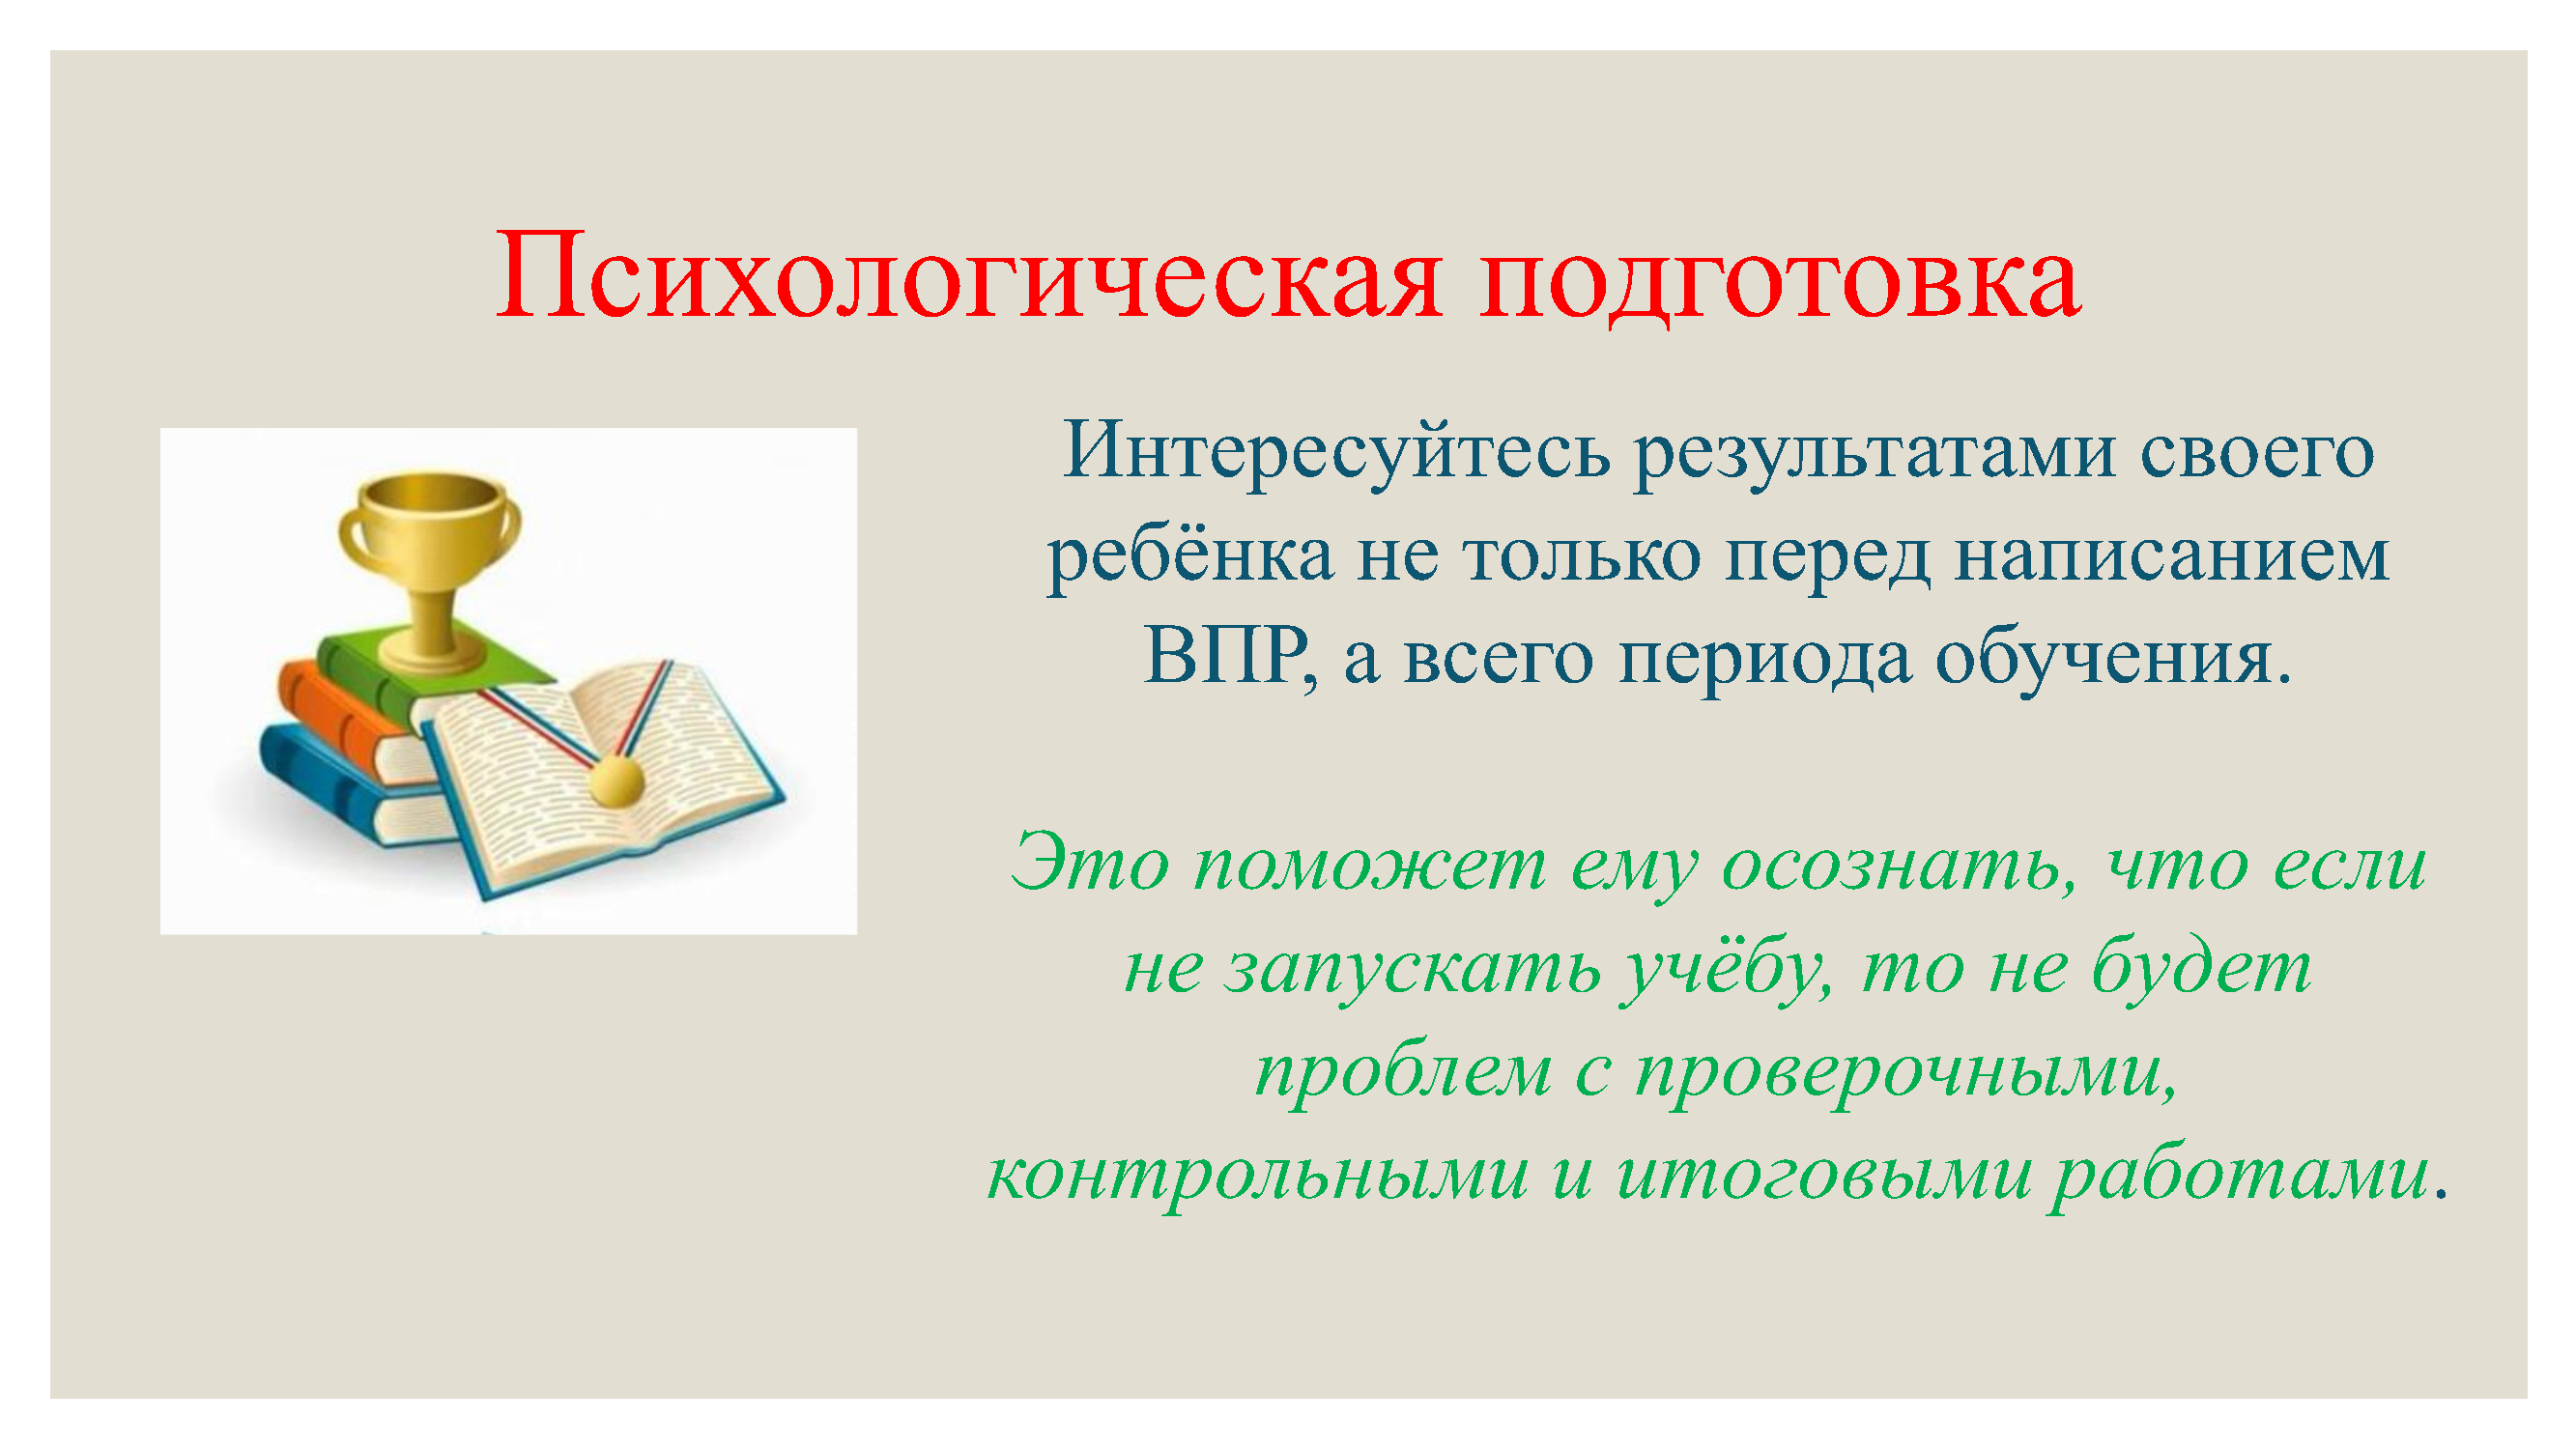 Психологическая подготовка
Интересуйтесь результатами своего
ребёнка не только перед написанием
ВПР, а всего периода обучения.
Это поможет ему осознать, что если
не запускать учёбу, то не будет
проблем с проверочными,
контрольными и итоговыми работами.